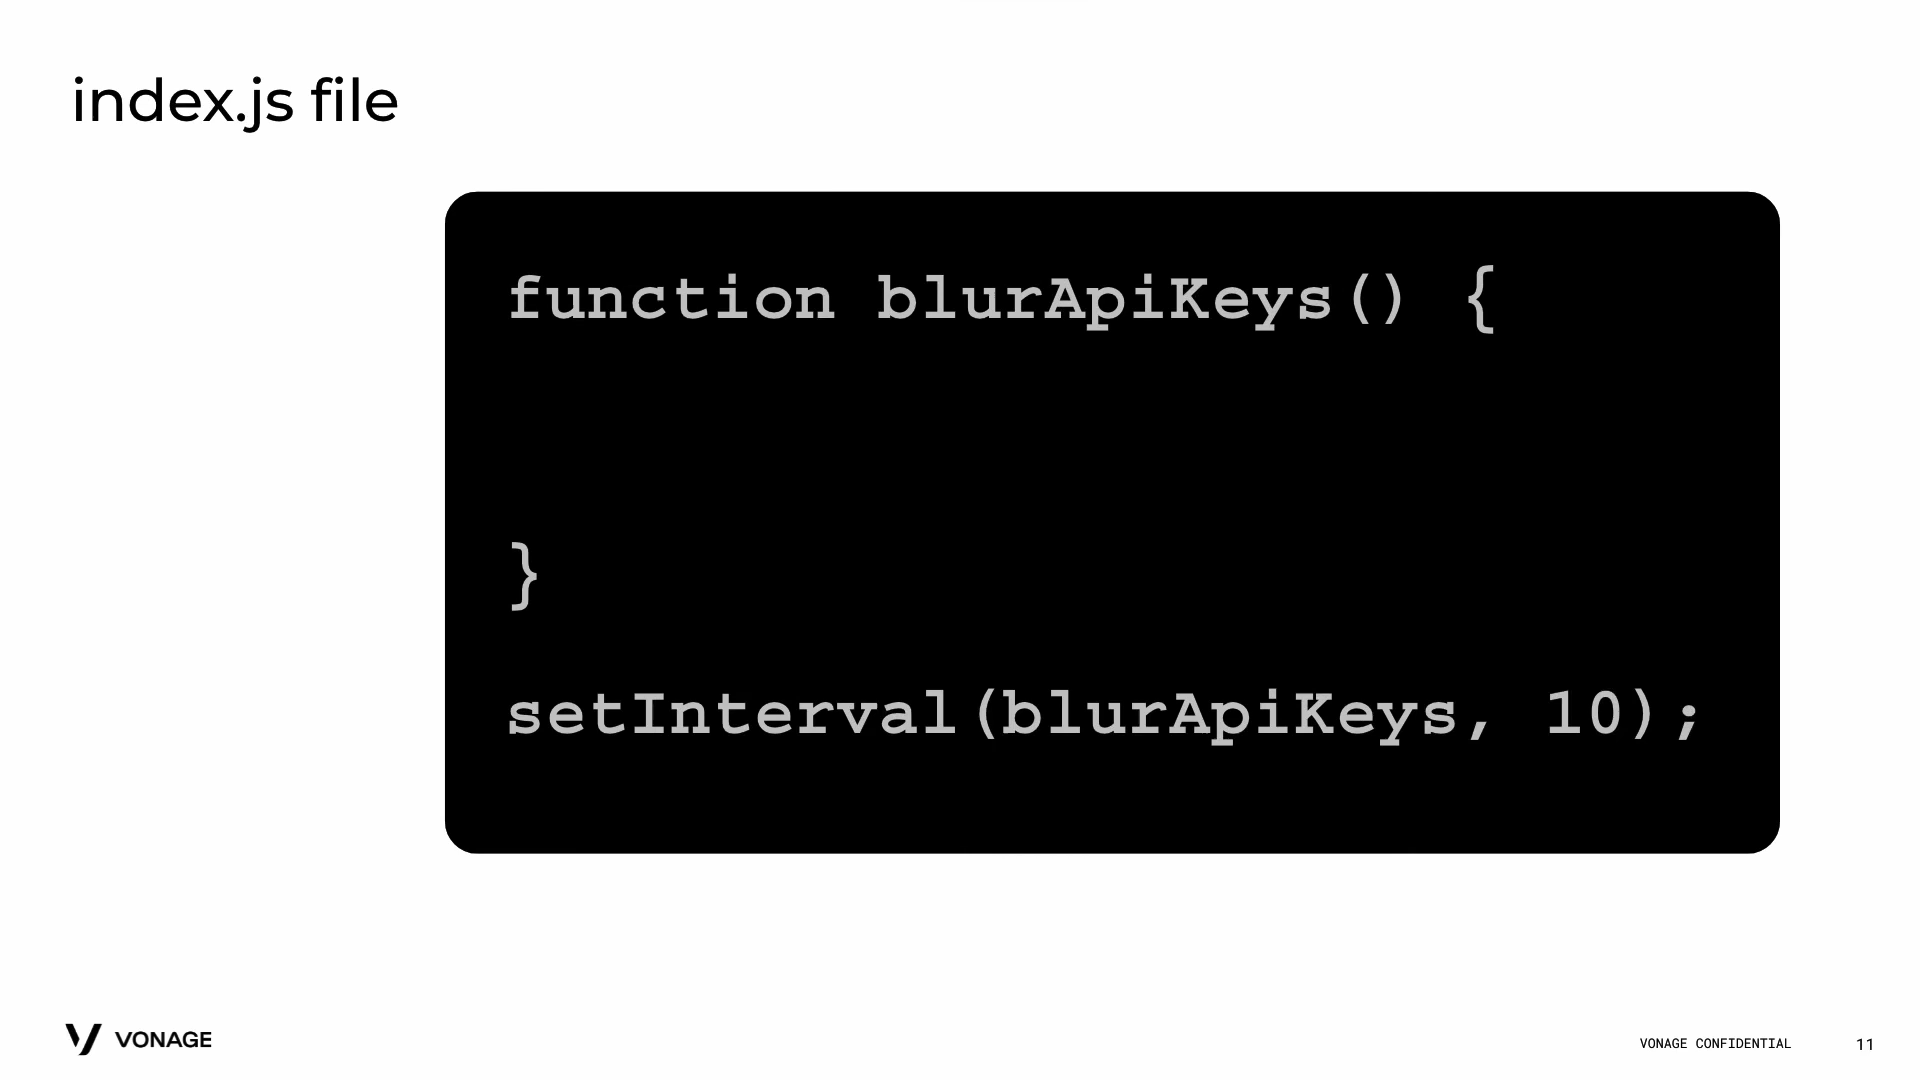 index.js file
function blurApiKeys() {
}
setInterval(blurApiKeys, 10);
VONAGE
VONAGE CONFIDENTIAL
11